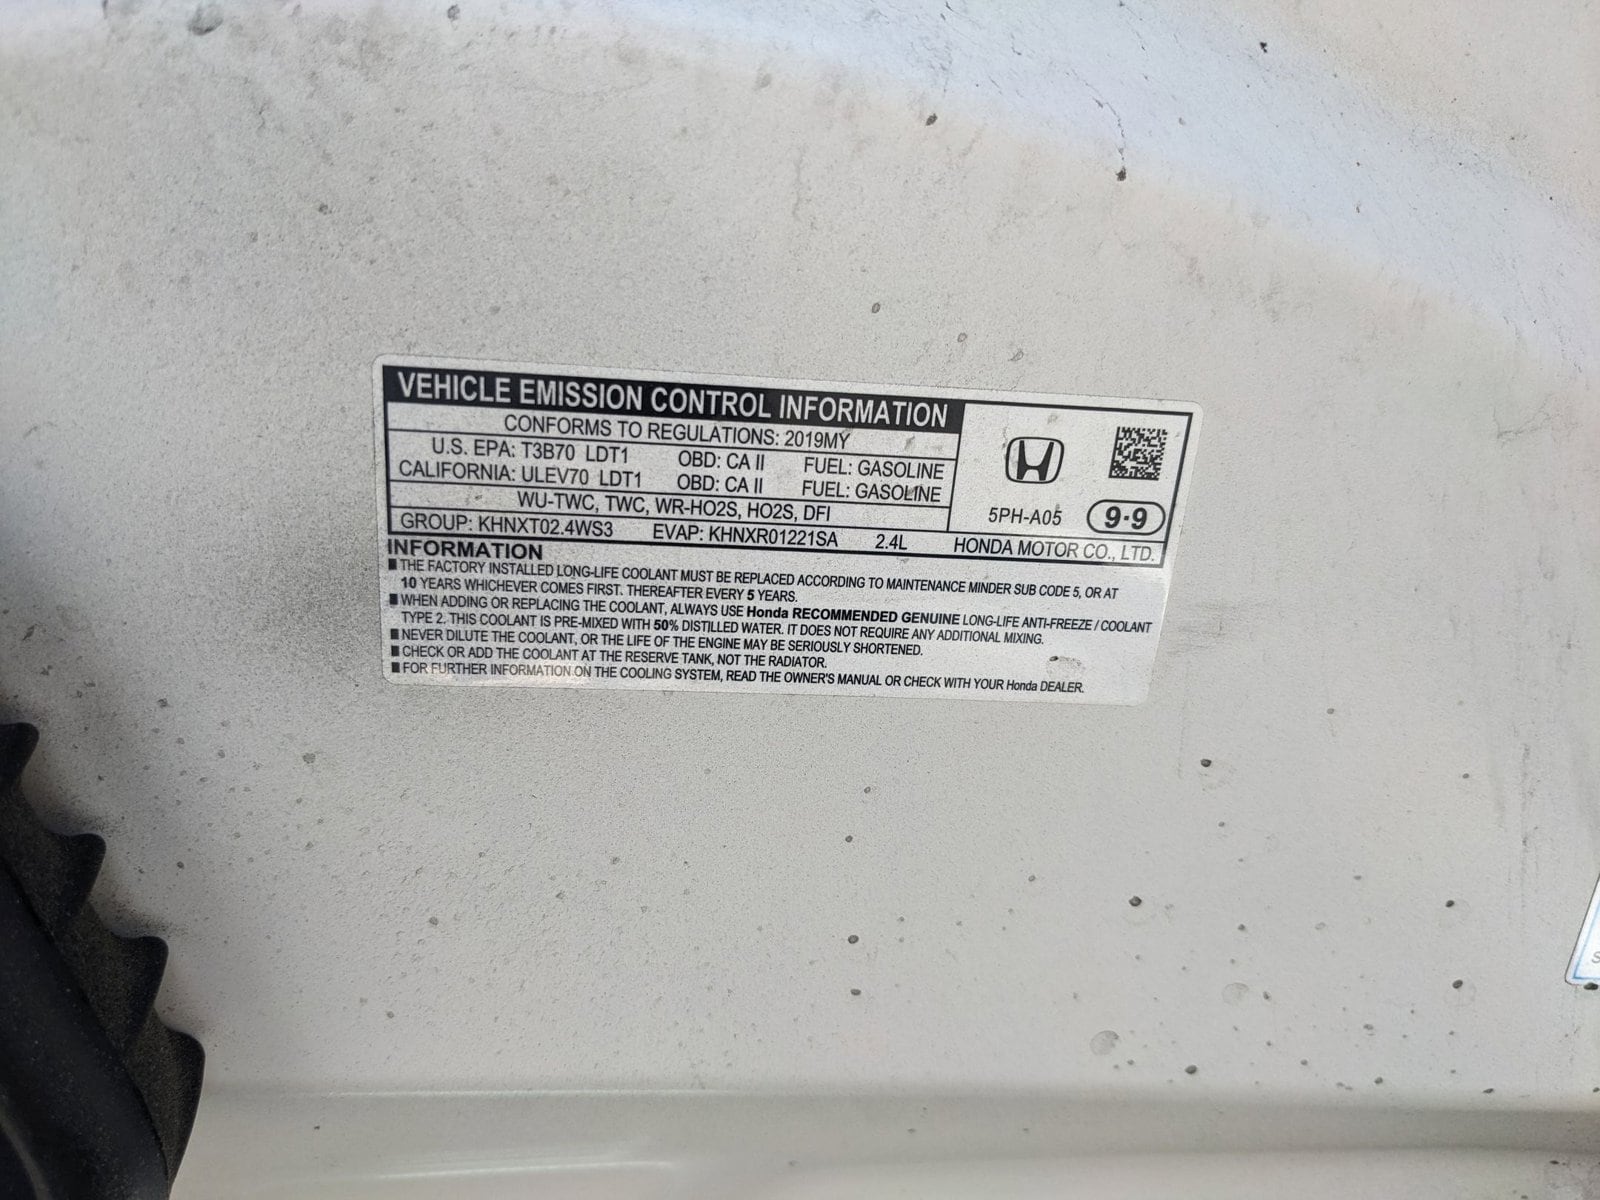 VEHICLE EMISSION CONTROL INFORMATION
CONFORMS TO REGULATIONS: 2019MY
U.S. EPA: T3B70 LDT1 OBD: CA II FUEL: GASOLINE
CALIFORNIA: ULEV70 LDT1 OBD: CA II FUEL: GASOLINE
WU-TWC, TWC, WR-HO2S, HO2S, DFI
5PH-A05 9·9
GROUP: KHNXT02.4WS3 EVAP: KHNXR01221SA 2.4L HONDA MOTOR CO., LTD.
INFORMATION
■ THE FACTORY INSTALLED LONG-LIFE COOLANT MUST BE REPLACED ACCORDING TO MAINTENANCE MINDER SUB CODE 5, OR AT
10 YEARS WHICHEVER COMES FIRST. THEREAFTER EVERY 5 YEARS.
■ WHEN ADDING OR REPLACING THE COOLANT, ALWAYS USE Honda RECOMMENDED GENUINE LONG-LIFE ANTI-FREEZE / COOLANT
TYPE 2. THIS COOLANT IS PRE-MIXED WITH 50% DISTILLED WATER. IT DOES NOT REQUIRE ANY ADDITIONAL MIXING.
■ NEVER DILUTE THE COOLANT, OR THE LIFE OF THE ENGINE MAY BE SERIOUSLY SHORTENED.
■ CHECK OR ADD THE COOLANT AT THE RESERVE TANK, NOT THE RADIATOR.
■ FOR FURTHER INFORMATION ON THE COOLING SYSTEM, READ THE OWNER'S MANUAL OR CHECK WITH YOUR Honda DEALER.